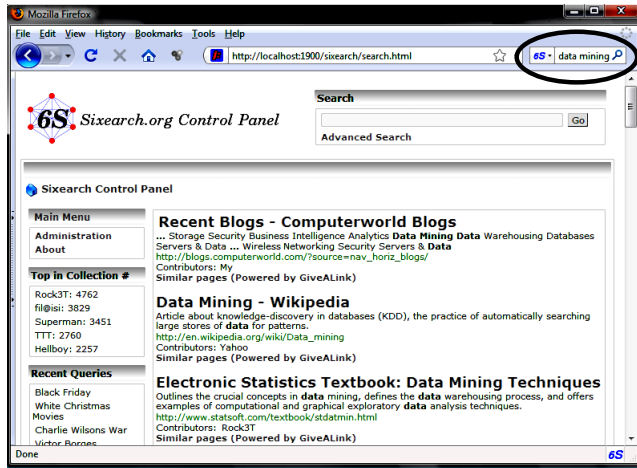 Mozilla Firefox
File Edit View History Bookmarks Tools Help
http://localhost:1900/sixearch/search.html
6S data mining
6S Sixearch.org Control Panel
Search
Go
Advanced Search
Sixearch Control Panel
Main Menu
Administration
About
Top in Collection #
Rock3T: 4762
fil@isi: 3829
Superman: 3451
TTT: 2760
Hellboy: 2257
Recent Queries
Black Friday
White Christmas
Movies
Charlie Wilsons War
Victor Borges
Recent Blogs - Computerworld Blogs
... Storage Security Business Intelligence Analytics Data Mining Data Warehousing Databases
Servers & Data ... Wireless Networking Security Servers & Data
http://blogs.computerworld.com/?source=nav_horiz_blogs/
Contributors: My
Similar pages (Powered by GiveALink)
Data Mining - Wikipedia
Article about knowledge-discovery in databases (KDD), the practice of automatically searching
large stores of data for patterns.
http://en.wikipedia.org/wiki/Data_mining
Contributors: Yahoo
Similar pages (Powered by GiveALink)
Electronic Statistics Textbook: Data Mining Techniques
Outlines the crucial concepts in data mining, defines the data warehousing process, and offers
examples of computational and graphical exploratory data analysis techniques.
http://www.statsoft.com/textbook/stdatmin.html
Contributors: Rock3T
Similar pages (Powered by GiveALink)
Done
6S